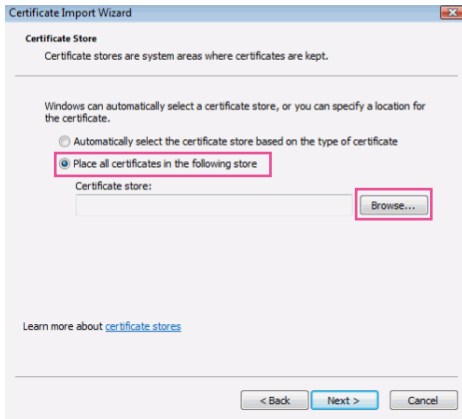 Certificate Import Wizard
Certificate Store
Certificate stores are system areas where certificates are kept.
Windows can automatically select a certificate store, or you can specify a location for
the certificate.
Automatically select the certificate store based on the type of certificate
Place all certificates in the following store
Certificate store:
Browse...
Learn more about certificate stores
< Back Next > Cancel